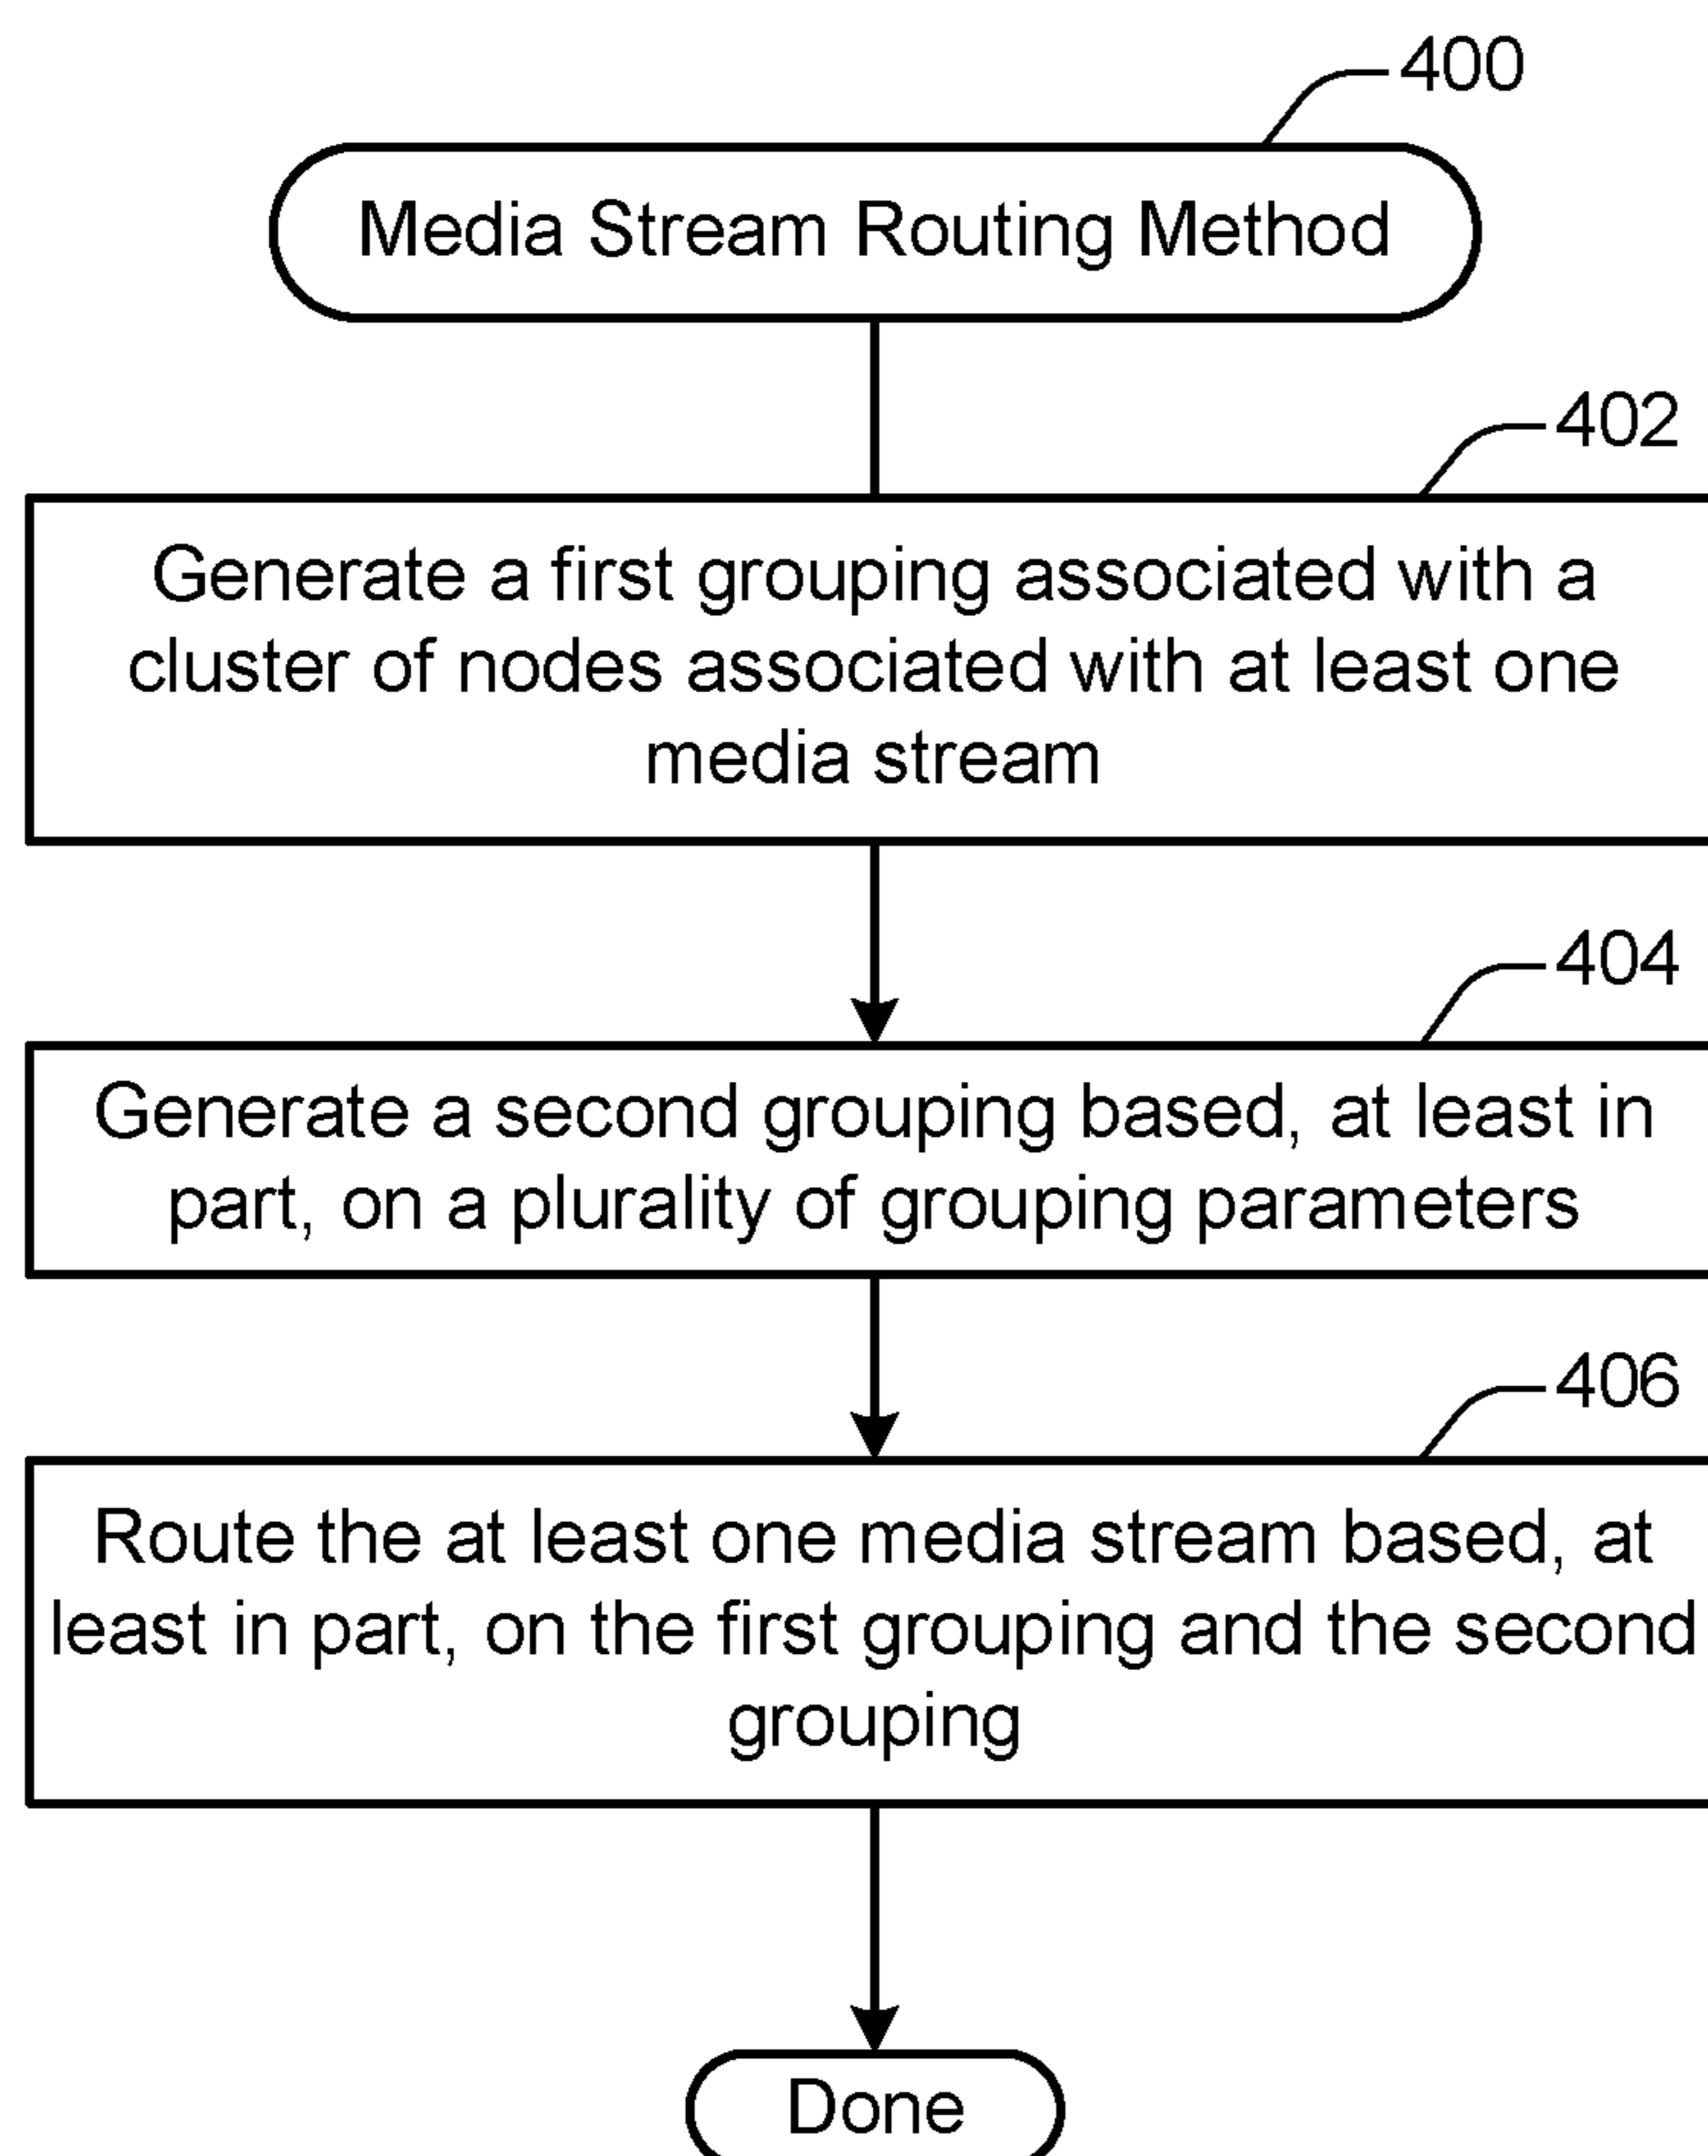 400
Media Stream Routing Method
402
Generate a first grouping associated with a
cluster of nodes associated with at least one
media stream
404
Generate a second grouping based, at least in
part, on a plurality of grouping parameters
406
Route the at least one media stream based, at
least in part, on the first grouping and the second
grouping
Done